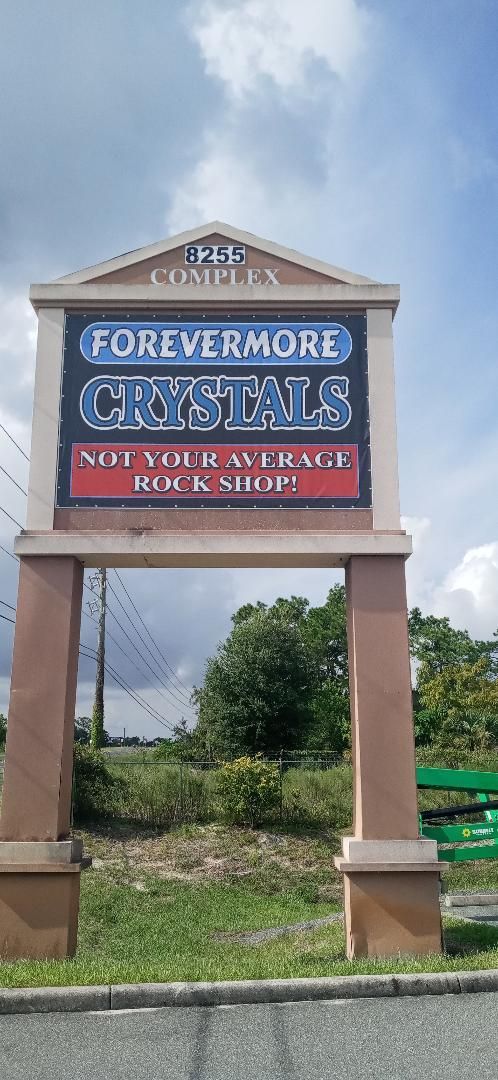 8255
COMPLEX
FOREVERMORE
CRYSTALS
NOT YOUR AVERAGE
ROCK SHOP!